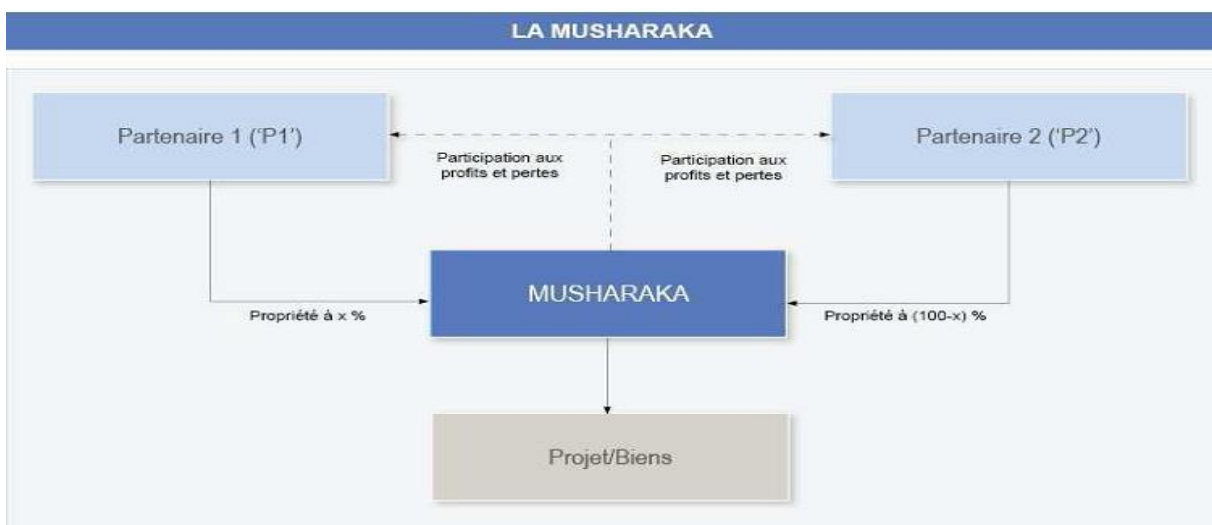 LA MUSHARAKA
Partenaire 1 (‘P1’)
Partenaire 2 (‘P2’)
Participation aux
profits et pertes
Participation aux
profits et pertes
MUSHARAKA
Propriété à x %
Propriété à (100-x) %
Projet/Biens